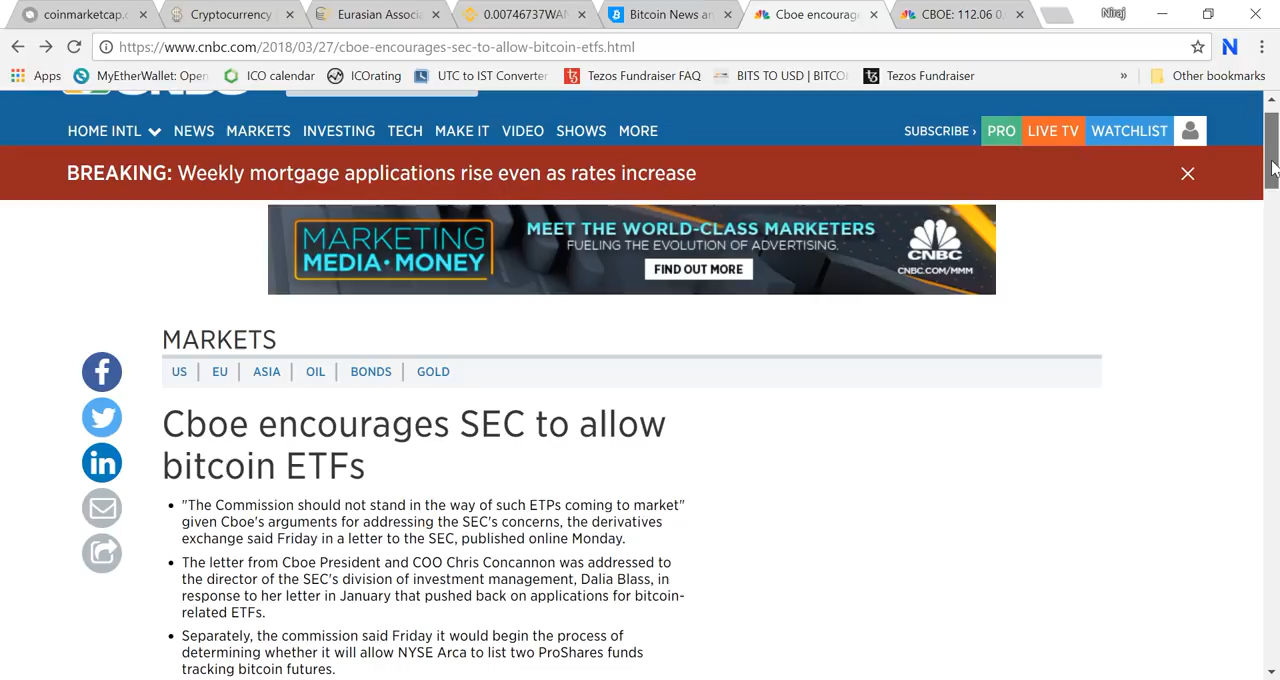 coinmarketcap.
Cryptocurrency
Eurasian Associa
0.00746737WAN
Bitcoin News an
Cboe encourag
CBOE: 112.06 0.
Niraj
https://www.cnbc.com/2018/03/27/cboe-encourages-sec-to-allow-bitcoin-etfs.html
N
Apps
MyEtherWallet: Open
ICO calendar
ICOrating
UTC to IST Converter
Tezos Fundraiser FAQ
BITS TO USD | BITCO
Tezos Fundraiser
»
Other bookmarks
HOME INTL NEWS MARKETS INVESTING TECH MAKE IT VIDEO SHOWS MORE
SUBSCRIBE › PRO LIVE TV WATCHLIST
BREAKING: Weekly mortgage applications rise even as rates increase
MARKETING
MEDIA • MONEY
MEET THE WORLD-CLASS MARKETERS
FUELING THE EVOLUTION OF ADVERTISING.
FIND OUT MORE
CNBC
CNBC.COM/MMM
MARKETS
US | EU | ASIA | OIL | BONDS | GOLD
Cboe encourages SEC to allow
bitcoin ETFs
• "The Commission should not stand in the way of such ETPs coming to market"
given Cboe's arguments for addressing the SEC's concerns, the derivatives
exchange said Friday in a letter to the SEC, published online Monday.
• The letter from Cboe President and COO Chris Concannon was addressed to
the director of the SEC's division of investment management, Dalia Blass, in
response to her letter in January that pushed back on applications for bitcoin-
related ETFs.
• Separately, the commission said Friday it would begin the process of
determining whether it will allow NYSE Arca to list two ProShares funds
tracking bitcoin futures.